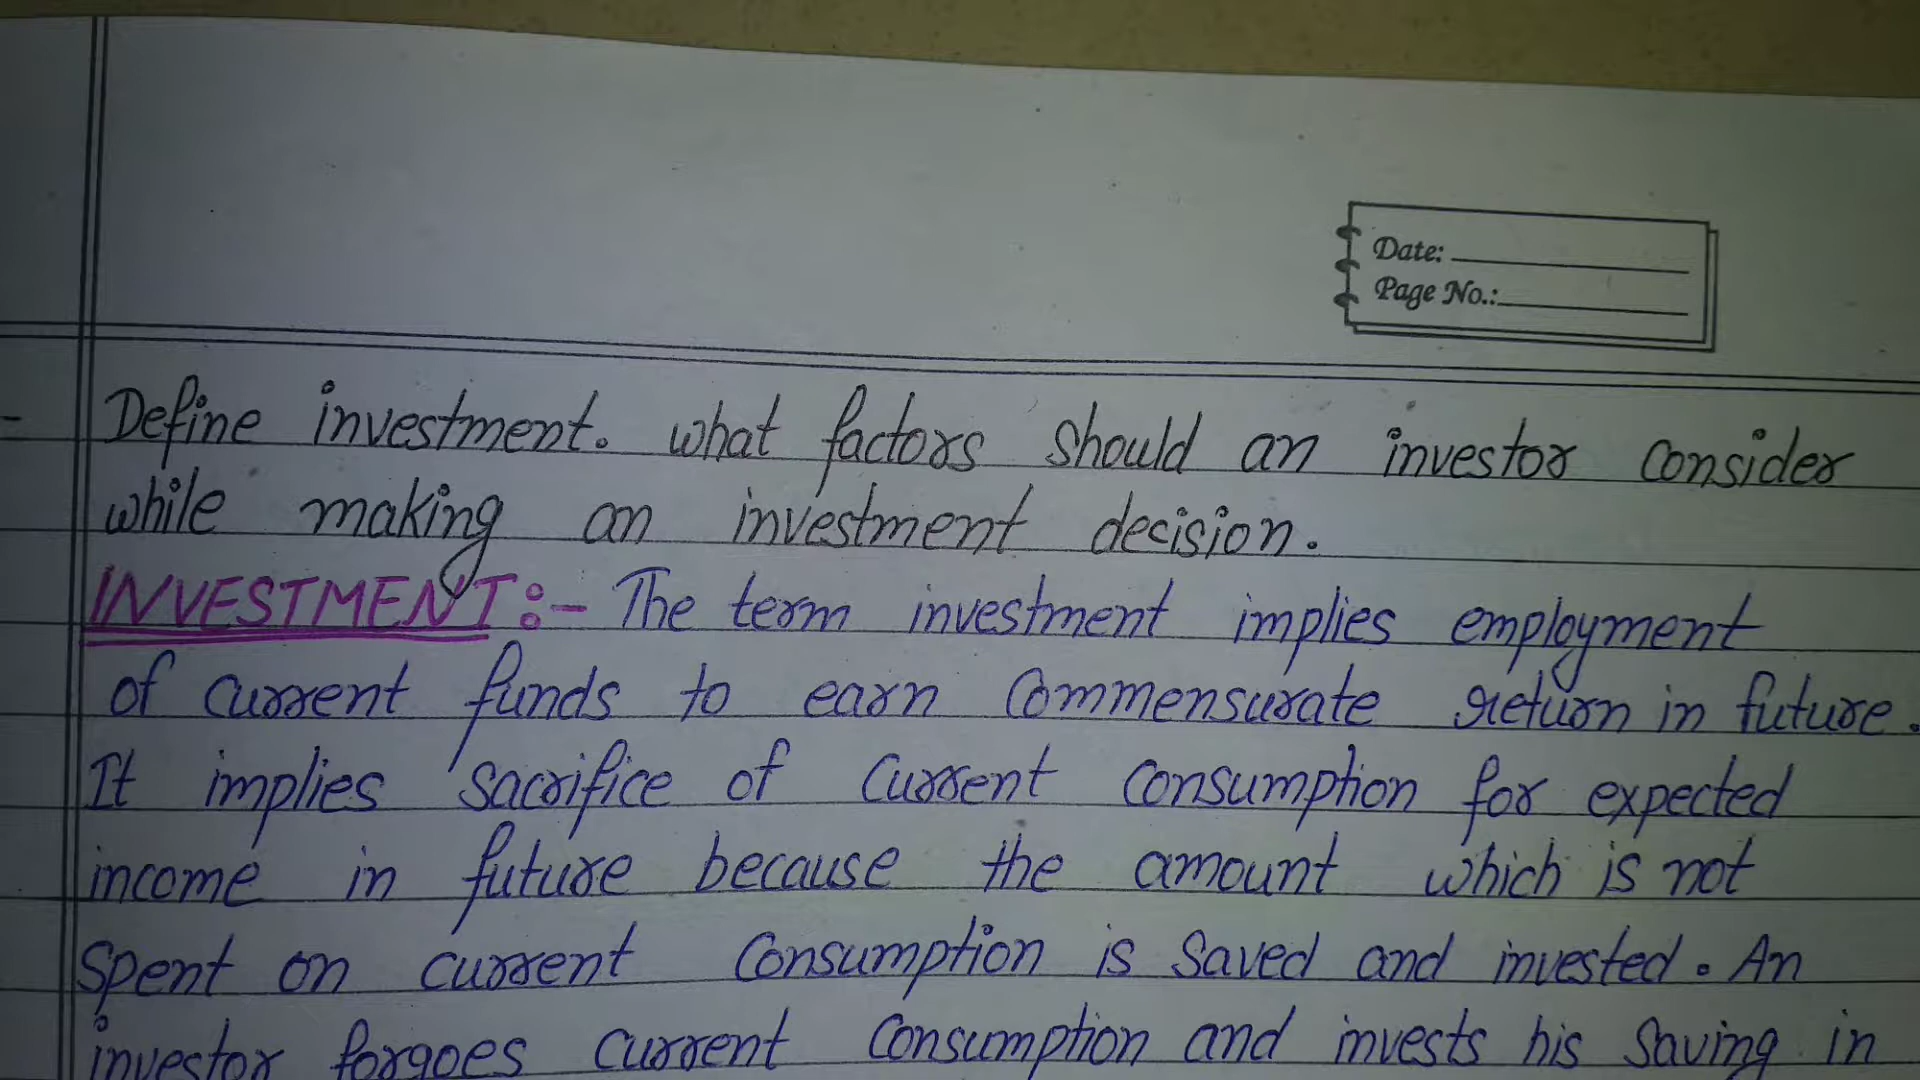 Date:
Page No.:
- Define investment. what factors should an investor consider
while making an investment decision.
INVESTMENT:- The term investment implies employment
of current funds to earn commensurate return in future.
It implies sacrifice of current consumption for expected
income in future because the amount which is not
spent on current consumption is saved and invested. An
investor forgoes current consumption and invests his saving in